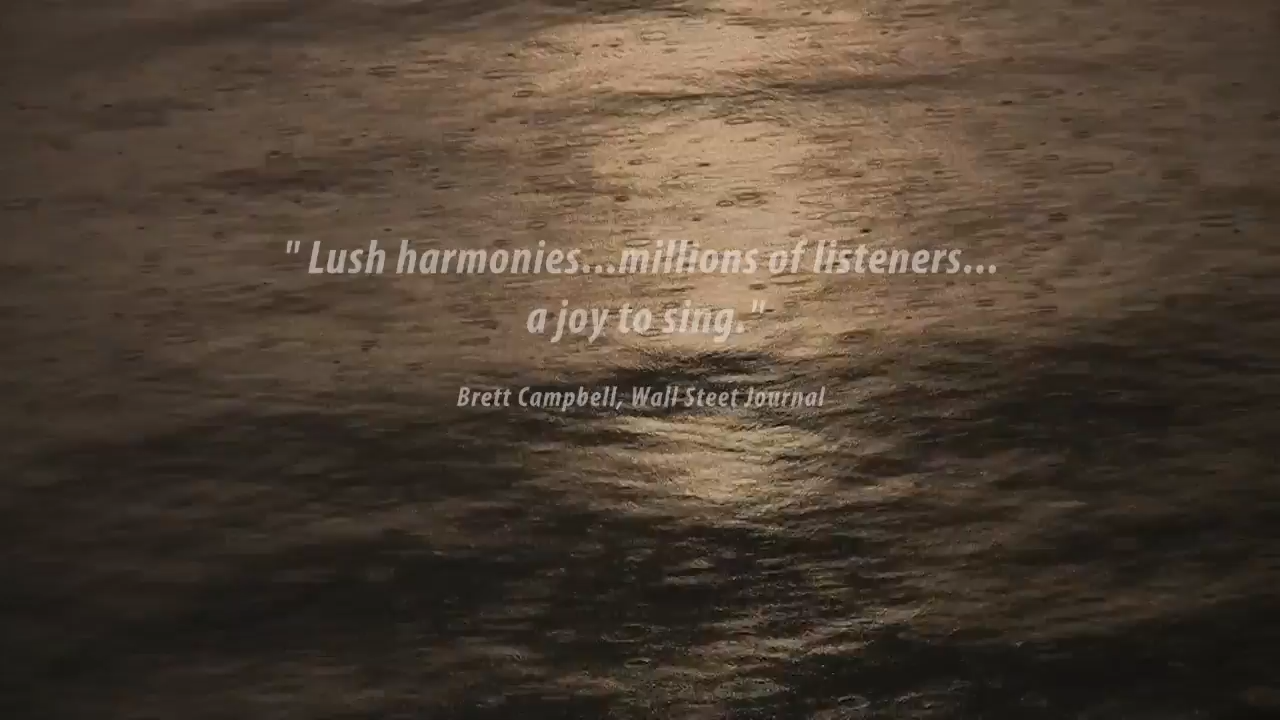 " Lush harmonies...millions of listeners...
a joy to sing."
Brett Campbell, Wall Steet Journal